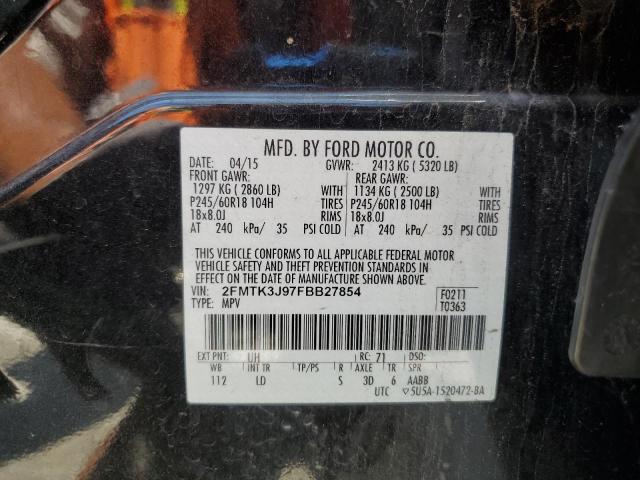 MFD. BY FORD MOTOR CO.
DATE: 04/15 GVWR: 2413 KG ( 5320 LB)
FRONT GAWR: REAR GAWR:
1297 KG ( 2860 LB) WITH 1134 KG ( 2500 LB) WITH
P245/60R18 104H TIRES P245/60R18 104H TIRES
18x8.0J RIMS 18x8.0J RIMS
AT 240 kPa/ 35 PSI COLD AT 240 kPa/ 35 PSI COLD
THIS VEHICLE CONFORMS TO ALL APPLICABLE FEDERAL MOTOR
VEHICLE SAFETY AND THEFT PREVENTION STANDARDS IN
EFFECT ON THE DATE OF MANUFACTURE SHOWN ABOVE.
VIN: 2FMTK3J97FBB27854 F0211
TYPE: MPV T0363
EXT PNT: UH RC: 71 DSO:
WB INT TR TP/PS R AXLE TR SPR
112 LD S 3D 6 AABB
UTC ▽5U5A-1520472-BA